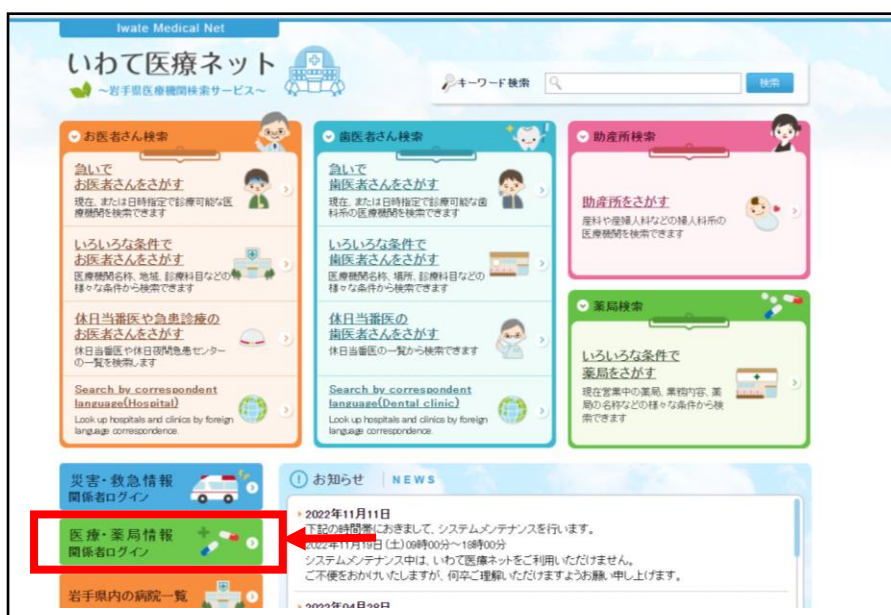 Iwate Medical Net
いわて医療ネット
～岩手県医療機関検索サービス～
キーワード検索
検索
お医者さん検索
急いで
お医者さんをさがす
現在、または日時指定で診療可能な医
療機関を検索できます
いろいろな条件で
お医者さんをさがす
医療機関名称、地域、診療科目などの
様々な条件から検索できます
休日当番医や急患診療の
お医者さんをさがす
休日当番医や休日夜間急患センター
の一覧を検索します
Search by correspondent
language(Hospital)
Look up hospitals and clinics by foreign
language correspondence.
歯医者さん検索
急いで
歯医者さんをさがす
現在、または日時指定で診療可能な歯
科系の医療機関を検索できます
いろいろな条件で
歯医者さんをさがす
医療機関名称、場所、診療科目などの
様々な条件から検索できます
休日当番医の
歯医者さんをさがす
休日当番医の一覧から検索できます
Search by correspondent
language(Dental clinic)
Look up hospitals and clinics by foreign
language correspondence.
助産所検索
助産所をさがす
産科や産婦人科などの婦人科系の
医療機関を検索できます
薬局検索
いろいろな条件で
薬局をさがす
現在営業中の薬局、業務内容、薬
局の名称などの様々な条件から検
索できます
災害・救急情報
関係者ログイン
医療・薬局情報
関係者ログイン
岩手県内の病院一覧
お知らせ NEWS
2022年11月11日
下記の時間帯におきまして、システムメンテナンスを行います。
2022年11月19日（土）09時00分～18時00分
システムメンテナンス中は、いわて医療ネットをご利用いただけません。
ご不便をおかけいたしますが、何卒ご理解いただけますようお願い申し上げます。
2022年04月28日